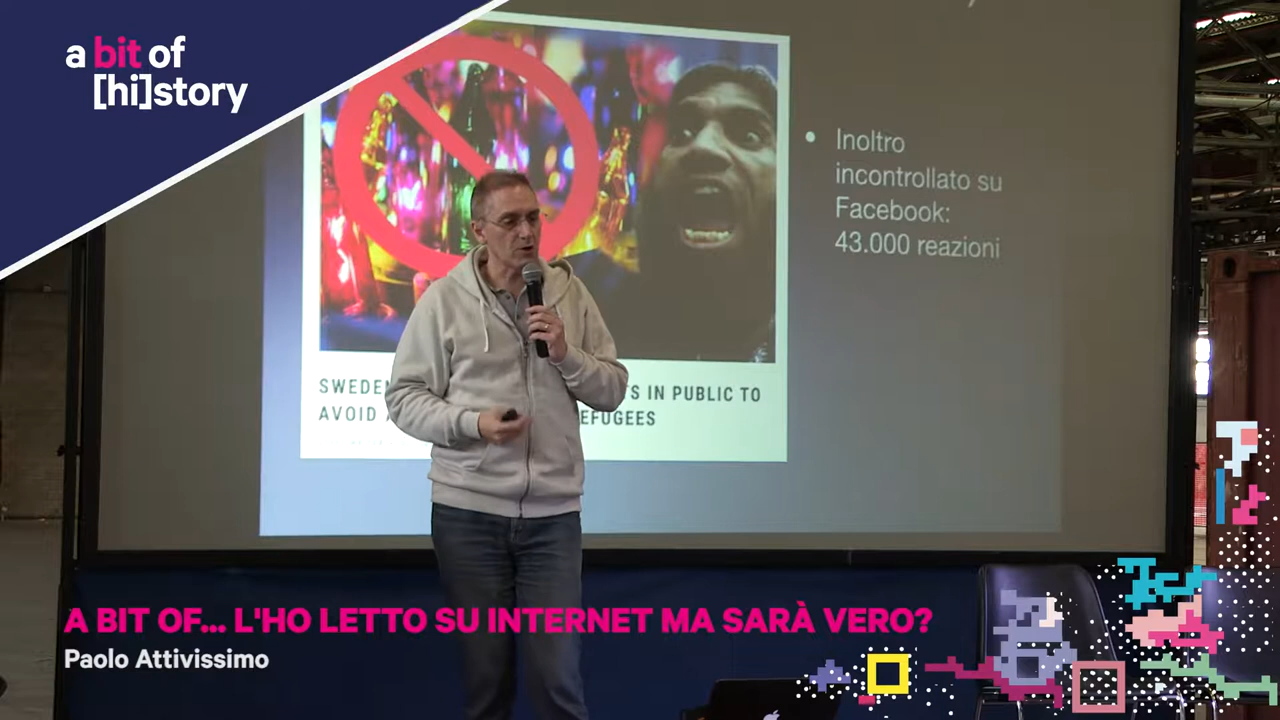 a bit of
[hi]story
Inoltro
incontrollato su
Facebook:
43.000 reazioni
SWEDEN
TS IN PUBLIC TO
AVOID
EFUGEES
A BIT OF... L'HO LETTO SU INTERNET MA SARÀ VERO?
Paolo Attivissimo